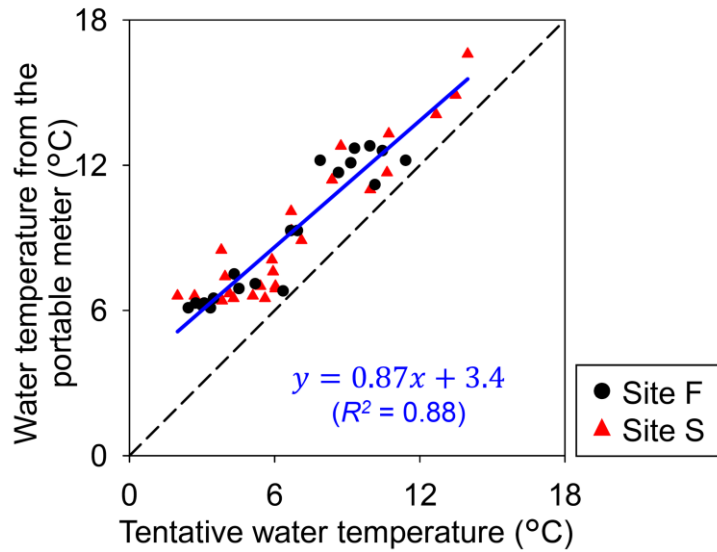 18
12
6
0
Water temperature from the
portable meter (°C)
y = 0.87x + 3.4
(R² = 0.88)
Site F
Site S
0 6 12 18
Tentative water temperature (°C)